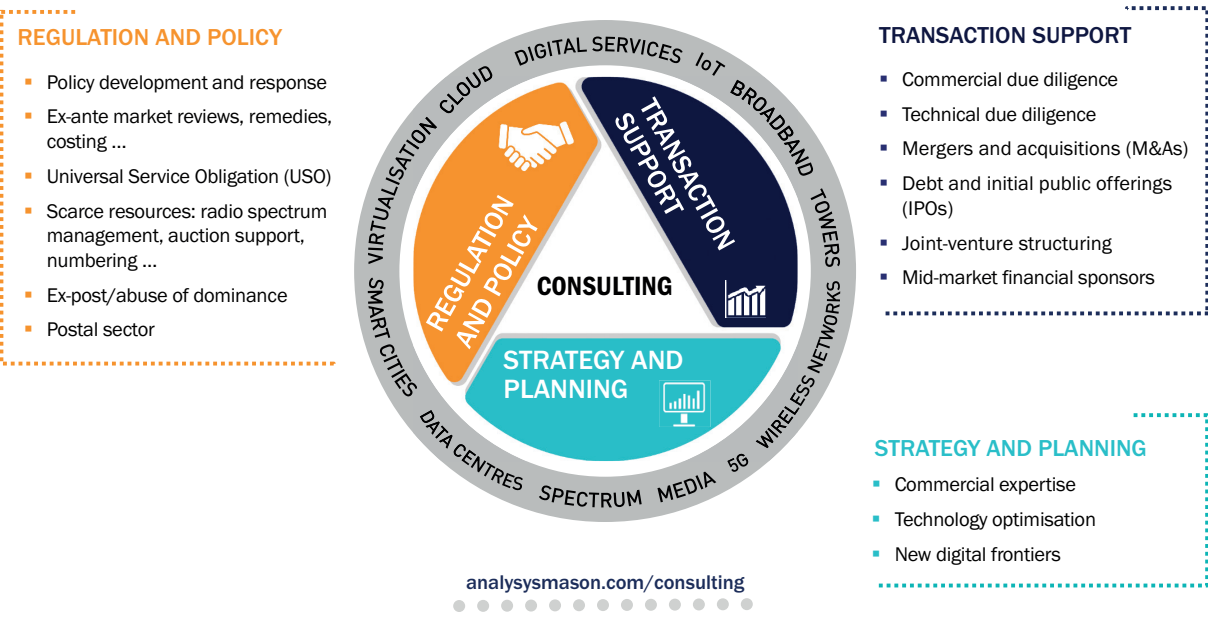 REGULATION AND POLICY
Policy development and response
Ex-ante market reviews, remedies,
costing ...
Universal Service Obligation (USO)
Scarce resources: radio spectrum
management, auction support,
numbering ...
Ex-post/abuse of dominance
Postal sector
DIGITAL SERVICES
IoT
BROADBAND
TOWERS
WIRELESS NETWORKS
5G
MEDIA
SPECTRUM
DATA CENTRES
SMART CITIES
VIRTUALISATION
CLOUD
REGULATION
AND POLICY
TRANSACTION
SUPPORT
CONSULTING
STRATEGY AND
PLANNING
TRANSACTION SUPPORT
Commercial due diligence
Technical due diligence
Mergers and acquisitions (M&As)
Debt and initial public offerings
(IPOs)
Joint-venture structuring
Mid-market financial sponsors
STRATEGY AND PLANNING
Commercial expertise
Technology optimisation
New digital frontiers
analysysmason.com/consulting